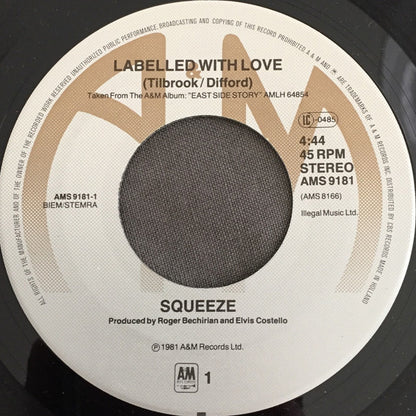 ALL RIGHTS OF THE MANUFACTURER AND OF THE OWNER OF THE RECORDED WORK RESERVED. UNAUTHORIZED PUBLIC PERFORMANCE, BROADCASTING AND COPYING OF THIS RECORD PROHIBITED. A & M AND ARE TRADEMARKS OF A&M RECORDS INC. MANUFACTURED BY CBS RECORDS MADE IN HOLLAND
LABELLED WITH LOVE
(Tilbrook/Difford)
Taken From The A&M Album: "EAST SIDE STORY" AMLH 64854
LC -0485
4:44
45 RPM
STEREO
AMS 9181
(AMS 8166)
Illegal Music Ltd.
AMS 9181-1
BIEM/STEMRA
SQUEEZE
Produced by Roger Bechirian and Elvis Costello
℗ 1981 A&M Records Ltd.
AM
RECORDS
1